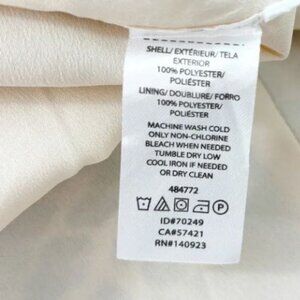 SHELL/ EXTÉRIEUR/ TELA
EXTERIOR
100% POLYESTER/
POLIÉSTER
LINING/ DOUBLURE/ FORRO
100% POLYESTER/
POLIÉSTER
MACHINE WASH COLD
ONLY NON-CHLORINE
BLEACH WHEN NEEDED
TUMBLE DRY LOW
COOL IRON IF NEEDED
OR DRY CLEAN
484772
ID#70249
CA#57421
RN#140923